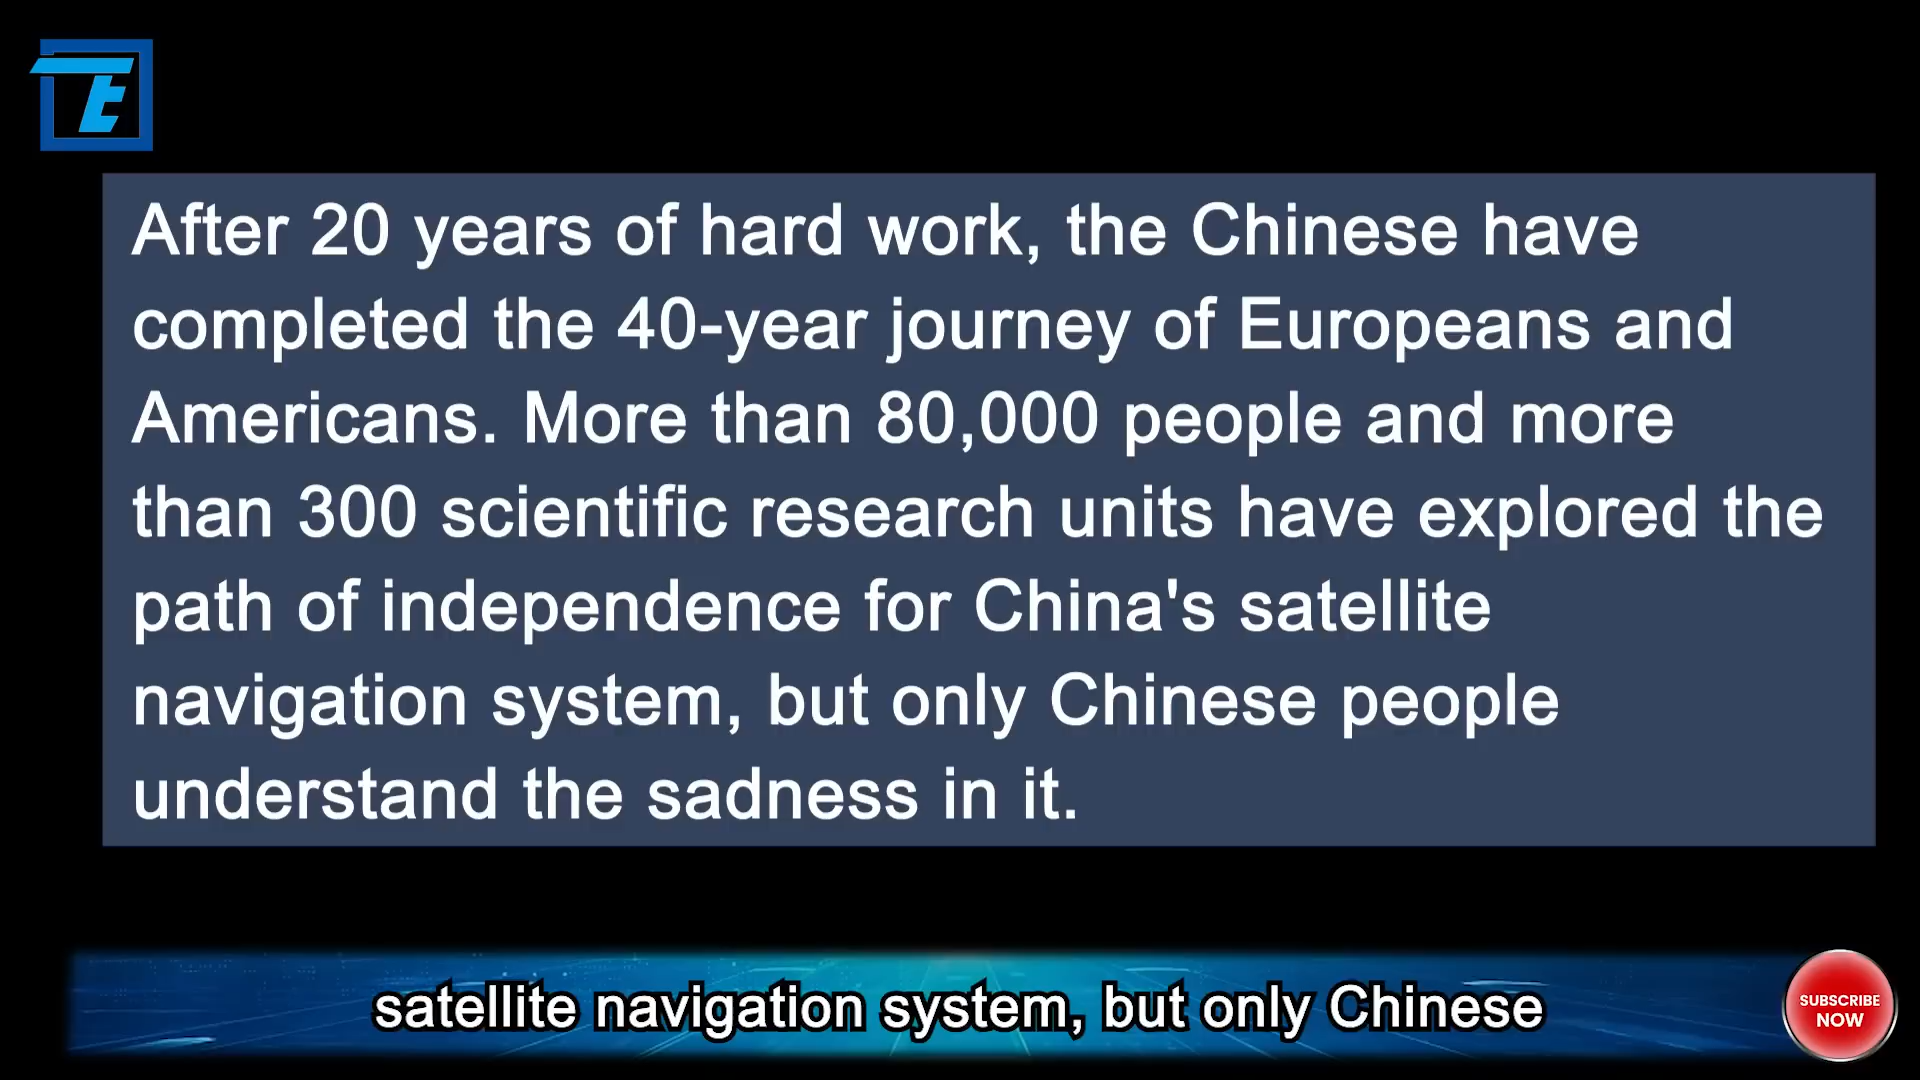 TE
After 20 years of hard work, the Chinese have
completed the 40-year journey of Europeans and
Americans. More than 80,000 people and more
than 300 scientific research units have explored the
path of independence for China's satellite
navigation system, but only Chinese people
understand the sadness in it.
satellite navigation system, but only Chinese
SUBSCRIBE
NOW